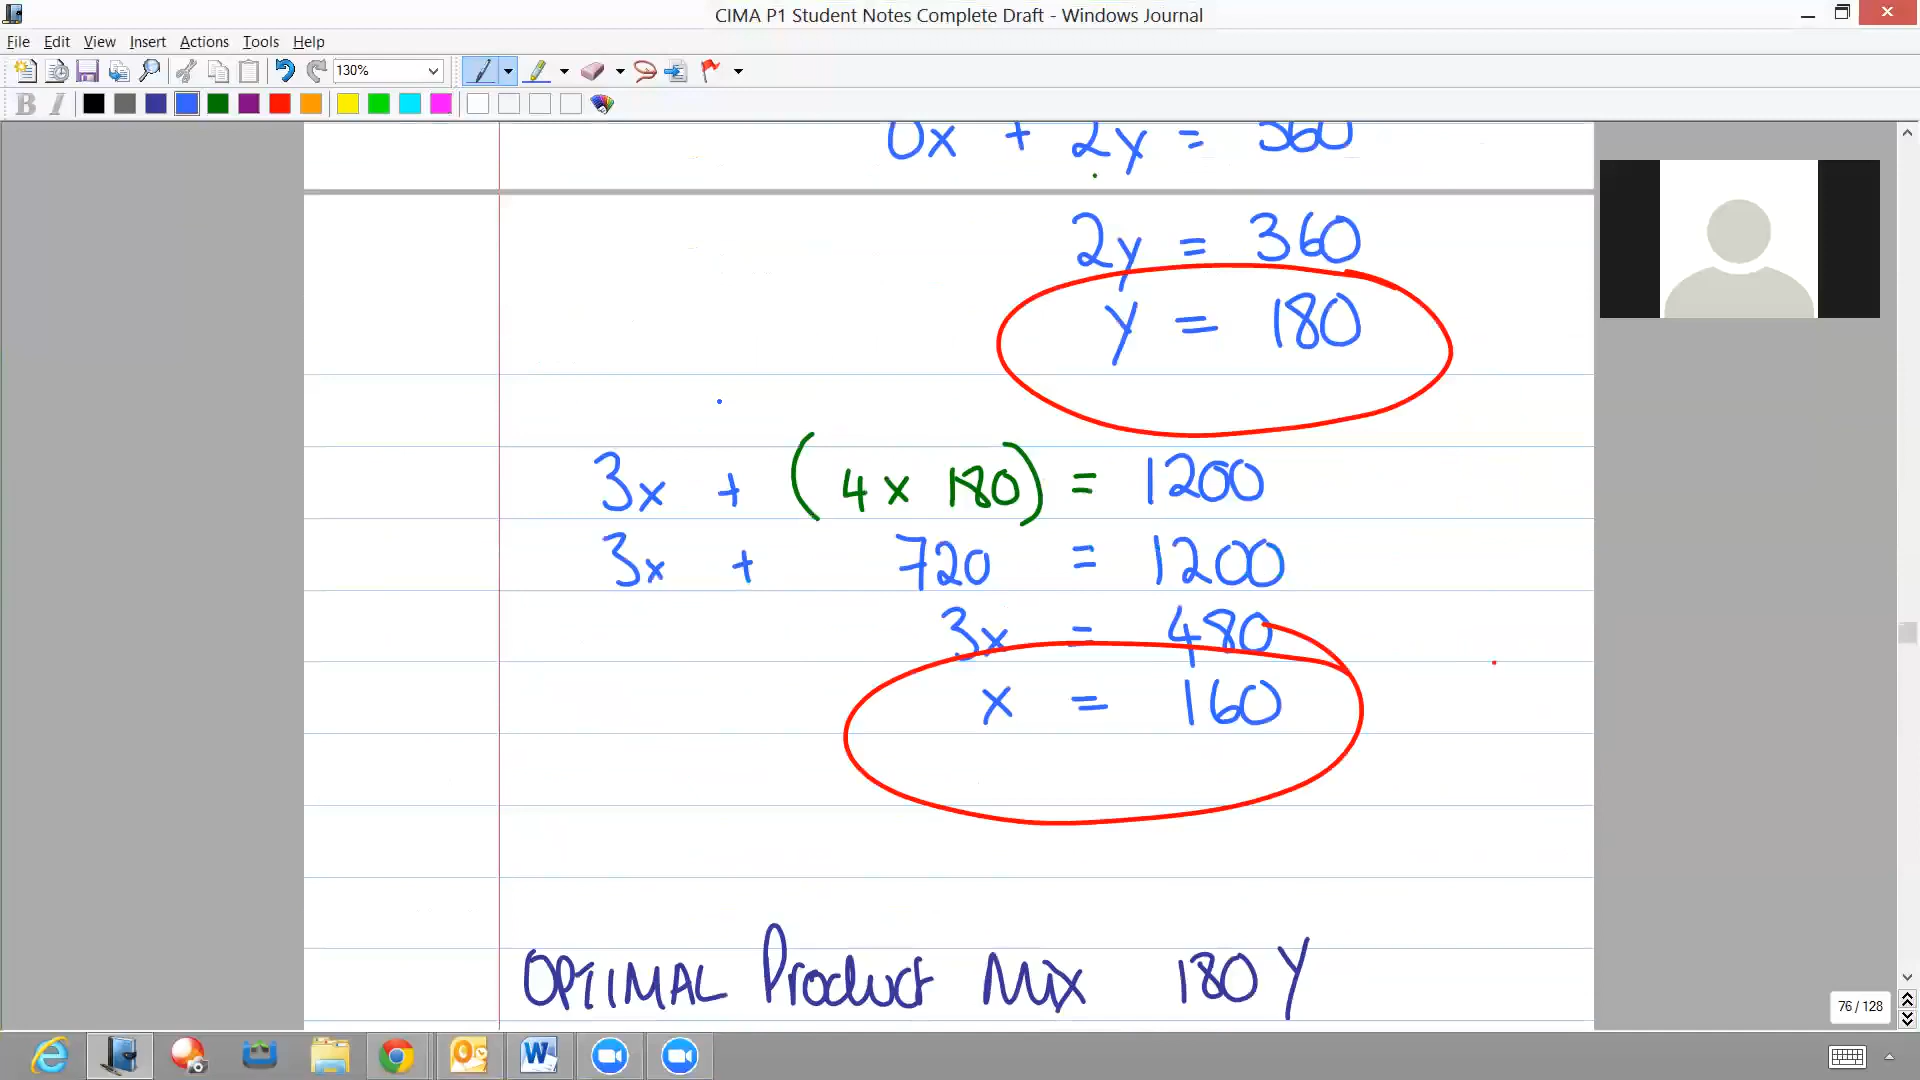 CIMA P1 Student Notes Complete Draft - Windows Journal
File Edit View Insert Actions Tools Help
130%
B I
0x + 2y = 360
2y = 360
y = 180
3x + (4 x 180) = 1200
3x + 720 = 1200
3x = 480
x = 160
OPTIMAL Product Mix 180 Y
76 / 128